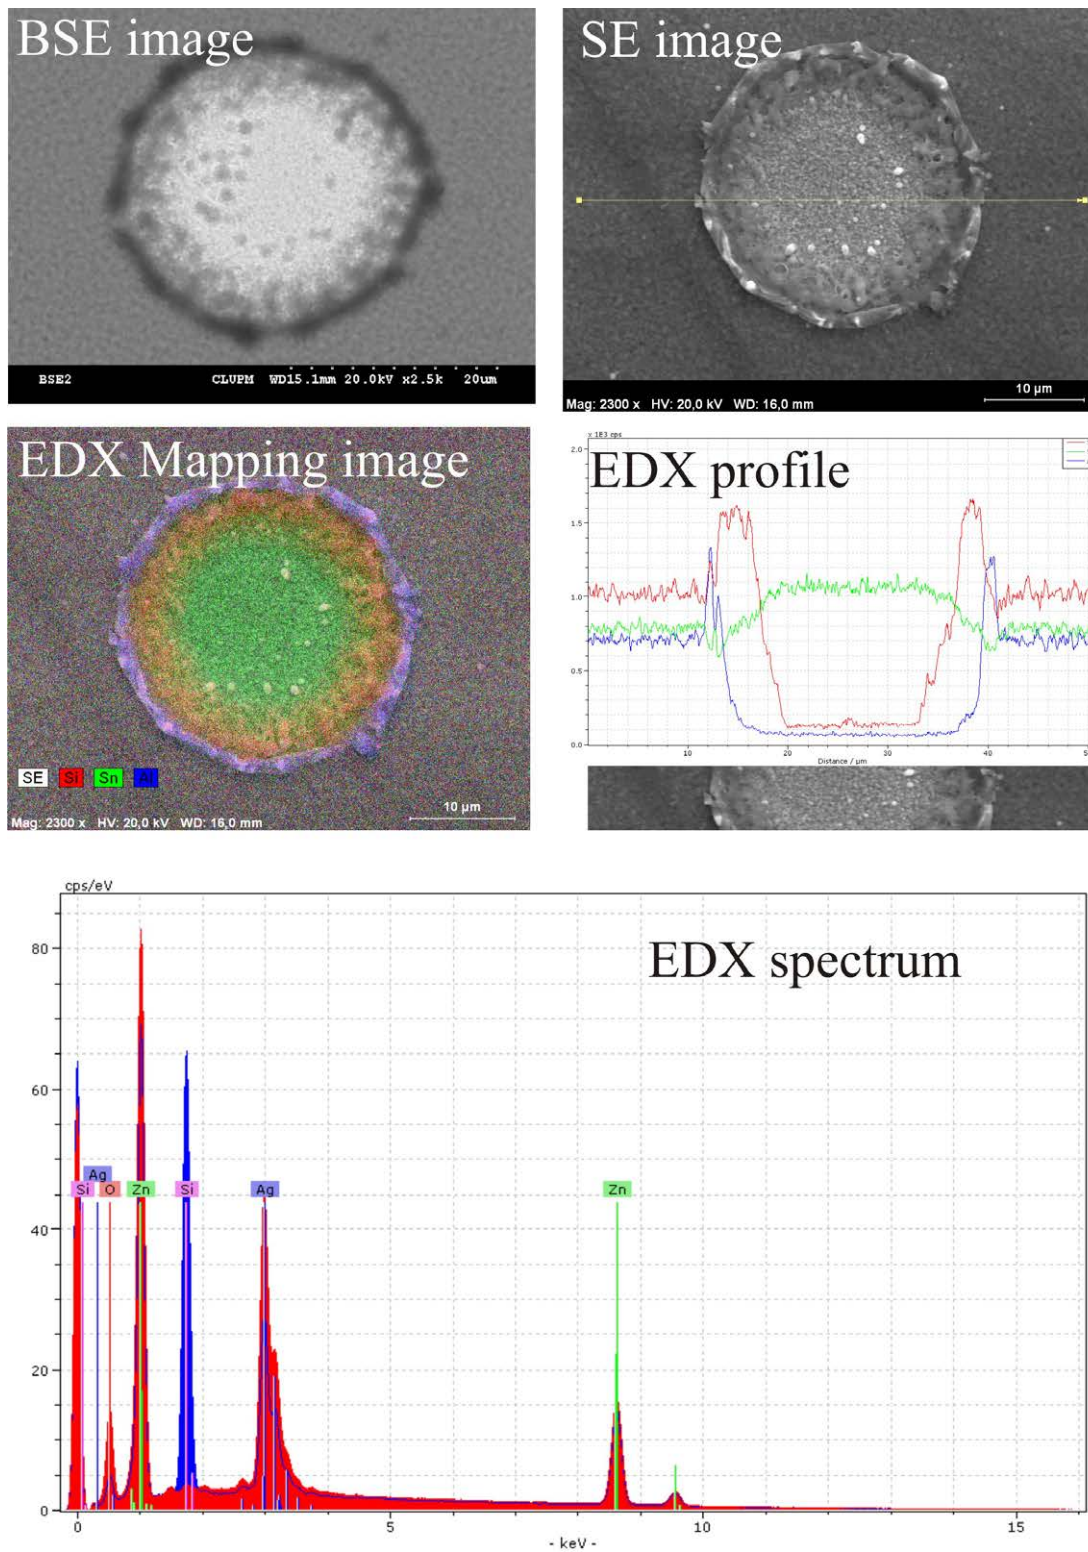 BSE image
BSE2 CLUPM WD15.1mm 20.0kV x2.5k 20um
SE image
10 µm
Mag: 2300 x HV: 20,0 kV WD: 16,0 mm
EDX Mapping image
SE Si Sn Al
10 µm
Mag: 2300 x HV: 20,0 kV WD: 16,0 mm
x 1E3 cps
EDX profile
2.0
1.5
1.0
0.5
0.0
10 20 30 40
Distance / µm
cps/eV
EDX spectrum
80
60
40
20
0
Ag
Si O Zn Si Ag Zn
0 5 10 15
- keV -